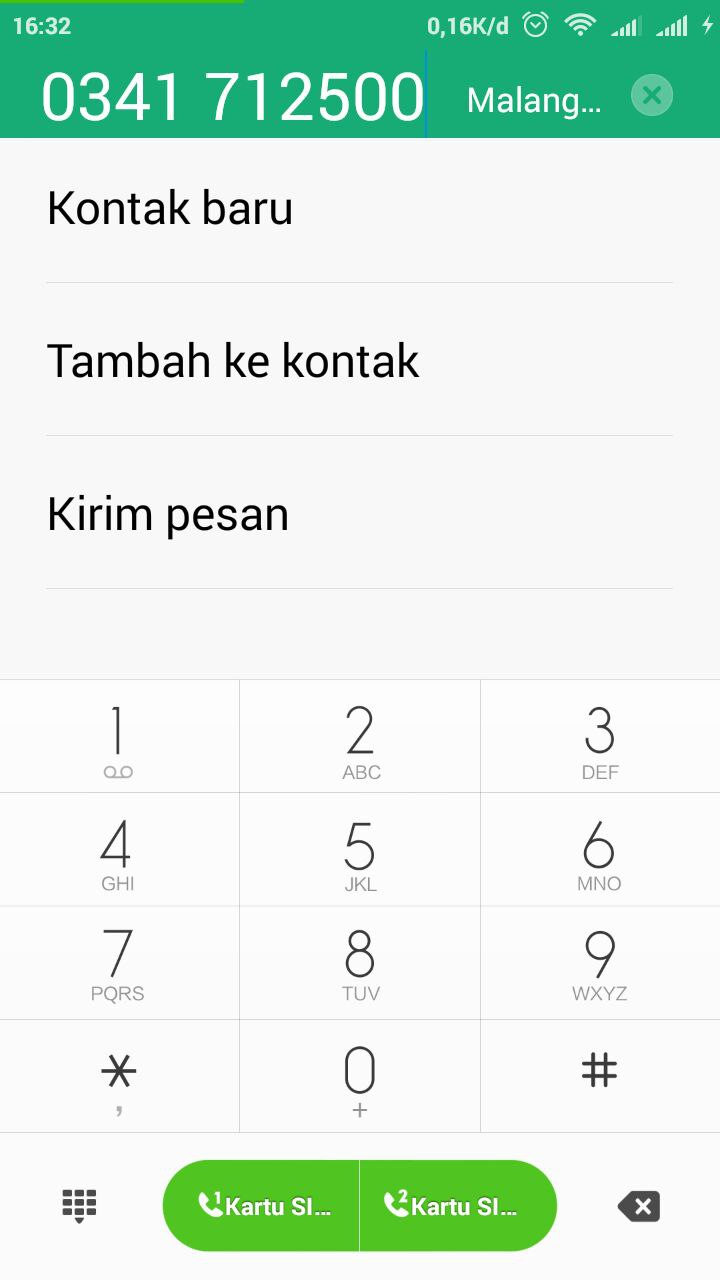 16:32 0,16K/d
0341 712500 Malang...
Kontak baru
Tambah ke kontak
Kirim pesan
1 2 3
ABC DEF
4 5 6
GHI JKL MNO
7 8 9
PQRS TUV WXYZ
* 0 #
, +
1 Kartu SI... 2 Kartu SI...